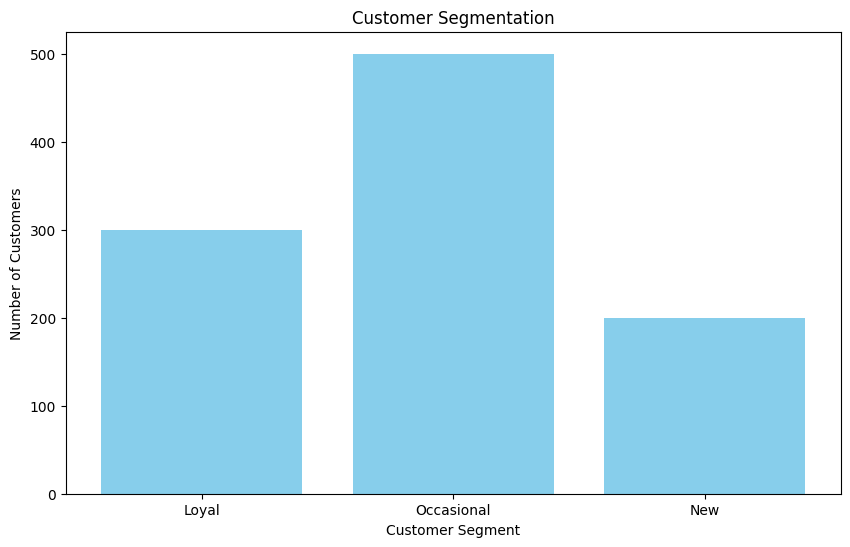 Customer Segmentation
500
400
300
200
100
0
Number of Customers
Loyal Occasional New
Customer Segment